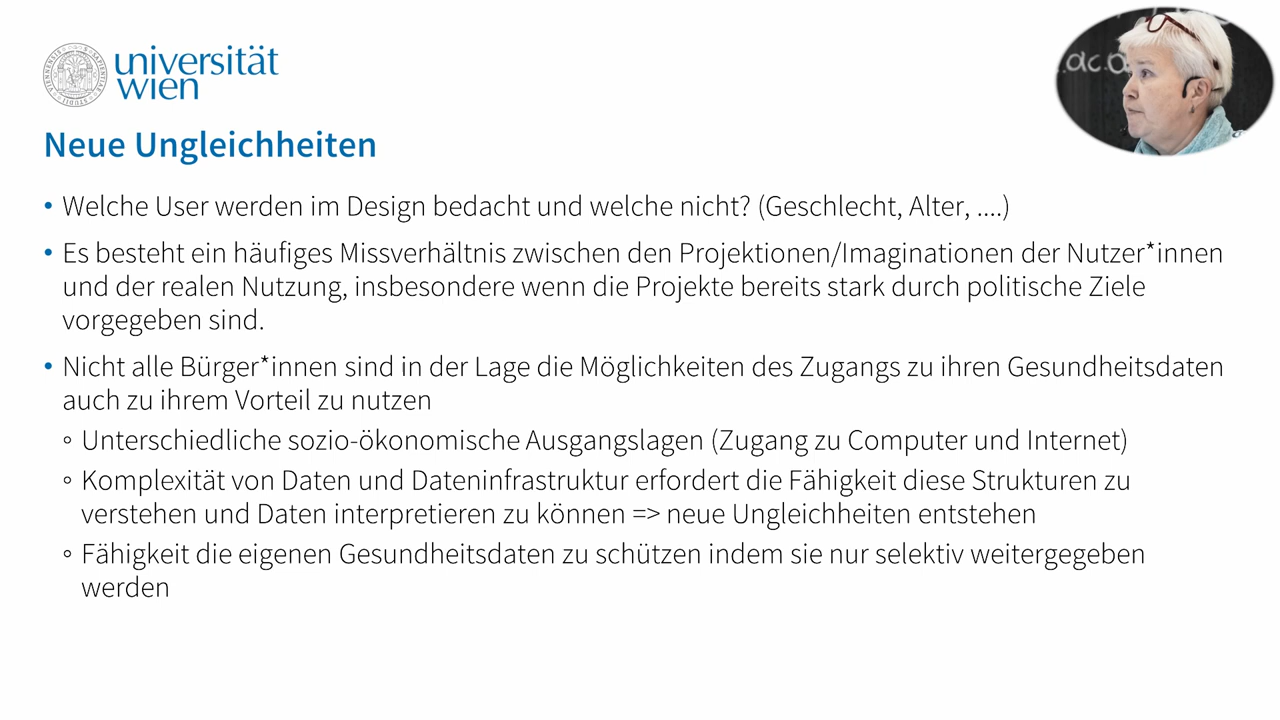 universität
wien
Neue Ungleichheiten
• Welche User werden im Design bedacht und welche nicht? (Geschlecht, Alter, ....)
• Es besteht ein häufiges Missverhältnis zwischen den Projektionen/Imaginationen der Nutzer*innen
und der realen Nutzung, insbesondere wenn die Projekte bereits stark durch politische Ziele
vorgegeben sind.
• Nicht alle Bürger*innen sind in der Lage die Möglichkeiten des Zugangs zu ihren Gesundheitsdaten
auch zu ihrem Vorteil zu nutzen
◦ Unterschiedliche sozio-ökonomische Ausgangslagen (Zugang zu Computer und Internet)
◦ Komplexität von Daten und Dateninfrastruktur erfordert die Fähigkeit diese Strukturen zu
verstehen und Daten interpretieren zu können => neue Ungleichheiten entstehen
◦ Fähigkeit die eigenen Gesundheitsdaten zu schützen indem sie nur selektiv weitergegeben
werden